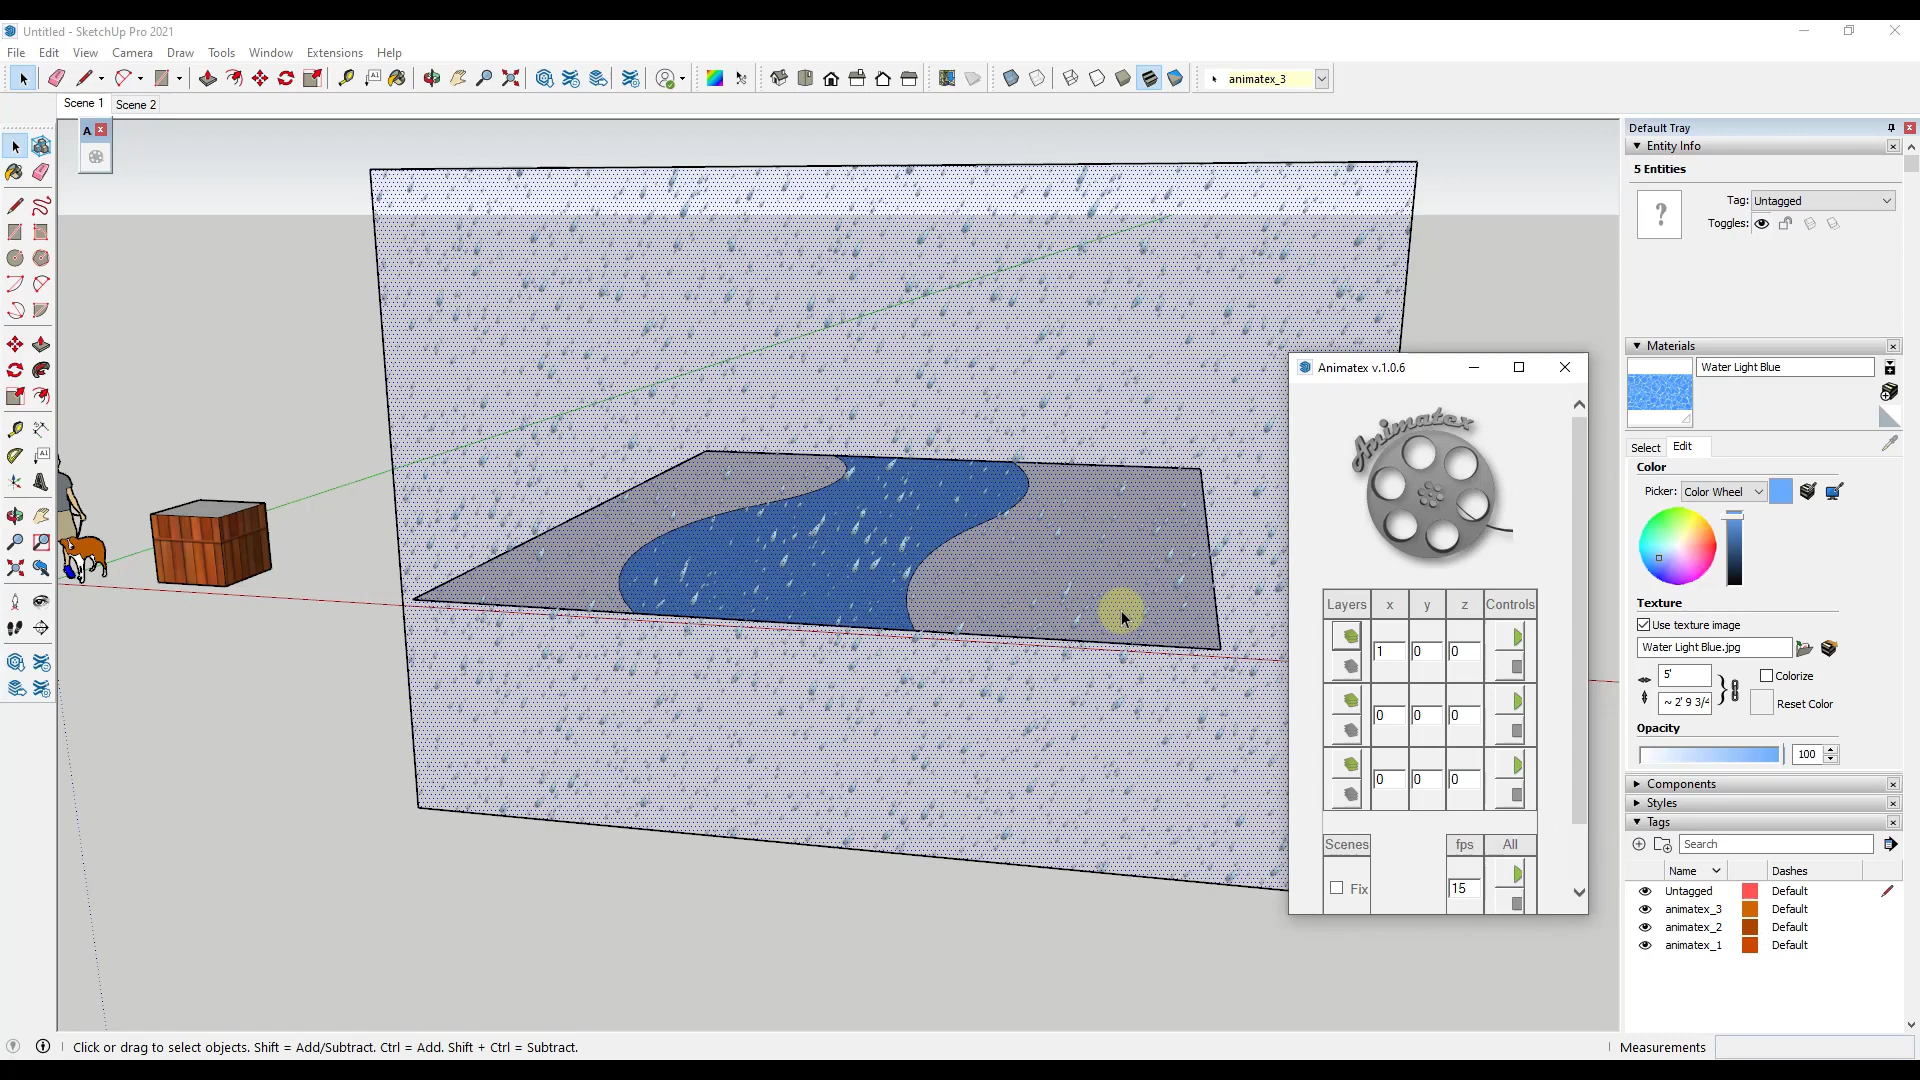 Untitled - SketchUp Pro 2021
File Edit View Camera Draw Tools Window Extensions Help
animatex_3
Scene 1 Scene 2
A
Default Tray
Entity Info
5 Entities
?
Tag: Untagged
Toggles:
Materials
Water Light Blue
Select Edit
Color
Picker: Color Wheel
Texture
Use texture image
Water Light Blue.jpg
5'
Colorize
~ 2' 9 3/4
Reset Color
Opacity
100
Components
Styles
Tags
Search
Name Dashes
Untagged Default
animatex_3 Default
animatex_2 Default
animatex_1 Default
Animatex v.1.0.6
Animatex
Layers x y z Controls
1 0 0
0 0 0
0 0 0
Scenes fps All
Fix 15
Click or drag to select objects. Shift = Add/Subtract. Ctrl = Add. Shift + Ctrl = Subtract.
Measurements